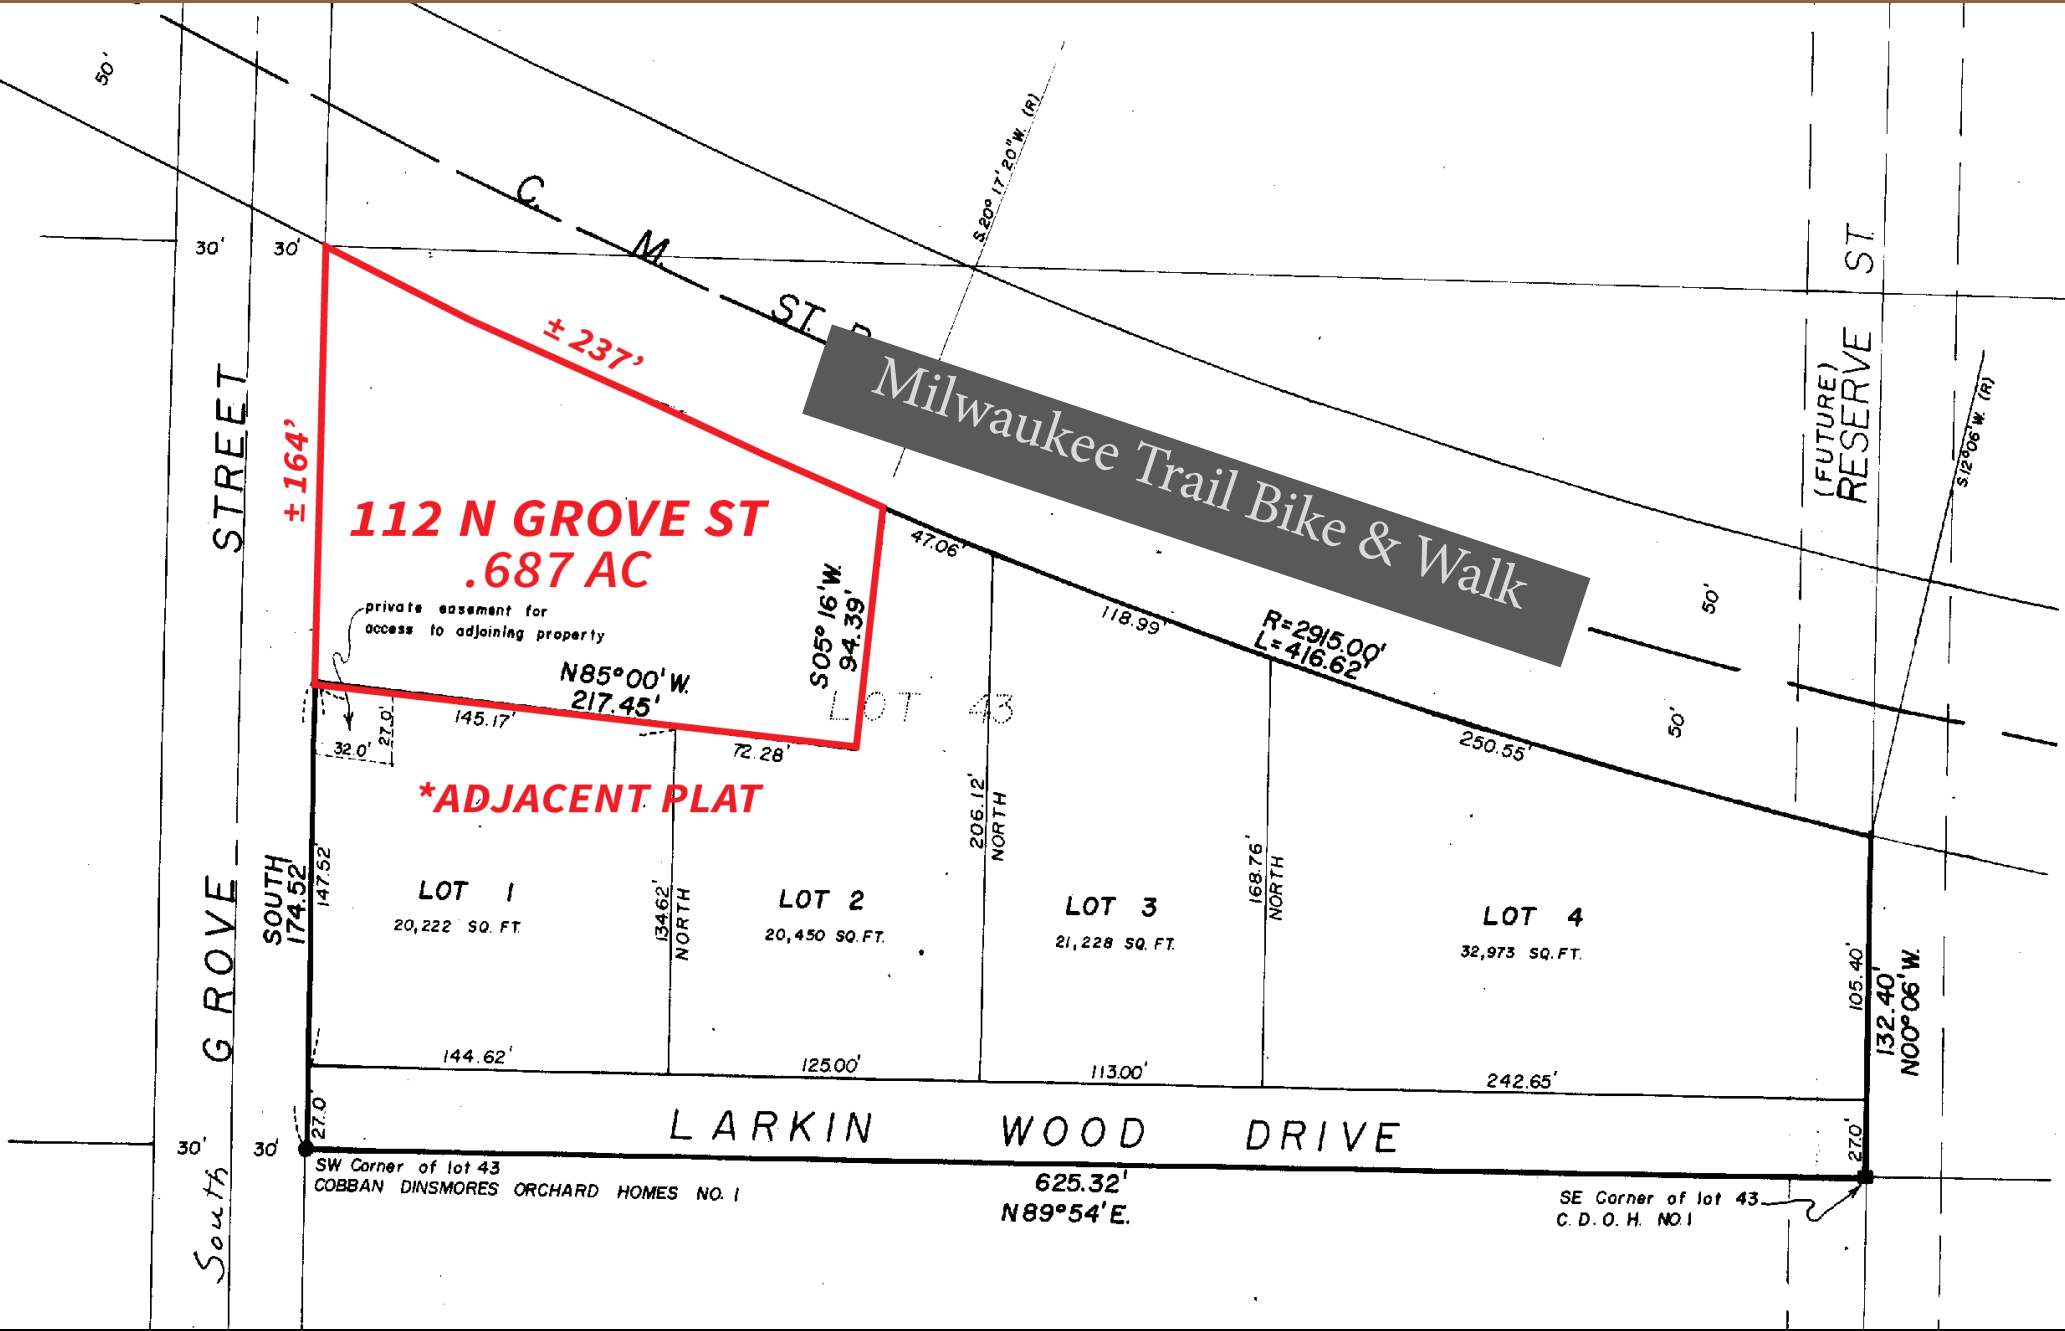 50'
S.20° 17' 20"W. (R)
C.
M.
ST.
30'
30'
(FUTURE)
RESERVE ST.
± 237'
Milwaukee Trail Bike & Walk
S.12°06'W. (R)
STREET
± 164'
112 N GROVE ST
.687 AC
private easement for
access to adjoining property
47.06'
S05°16'W.
94.39'
118.99'
R=2915.00'
L=416.62'
50'
50'
N85°00'W.
217.45'
LOT 43
145.17'
27.0'
32.0'
72.28'
250.55'
*ADJACENT PLAT
206.12'
NORTH
168.76'
NORTH
GROVE
SOUTH
174.52'
147.52'
LOT 1
20,222 SQ. FT.
134.62'
NORTH
LOT 2
20,450 SQ. FT.
LOT 3
21,228 SQ. FT.
LOT 4
32,973 SQ. FT.
105.40'
132.40'
N00°06'W.
144.62'
125.00'
113.00'
242.65'
27.0'
LARKIN WOOD DRIVE
27.0'
30'
30'
South
SW Corner of lot 43
COBBAN DINSMORES ORCHARD HOMES NO. 1
625.32'
N89°54'E.
SE Corner of lot 43
C. D. O. H. NO.1